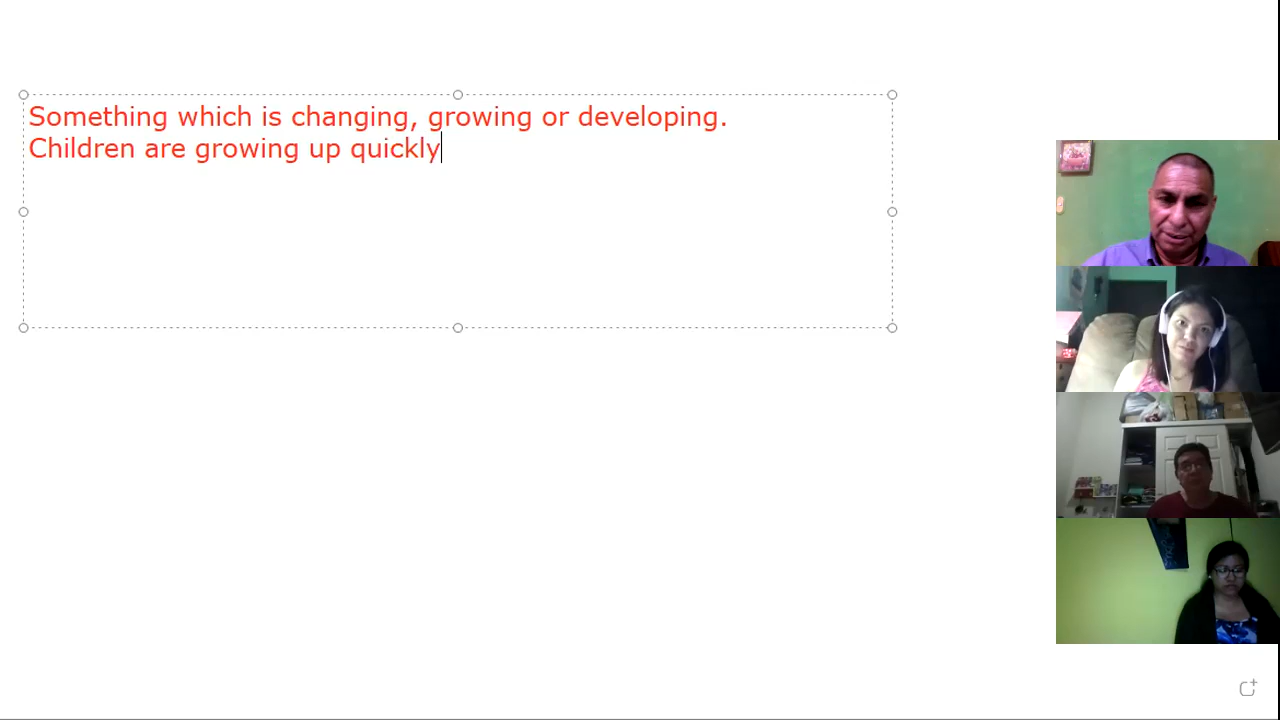 Something which is changing, growing or developing.
Children are growing up quickly